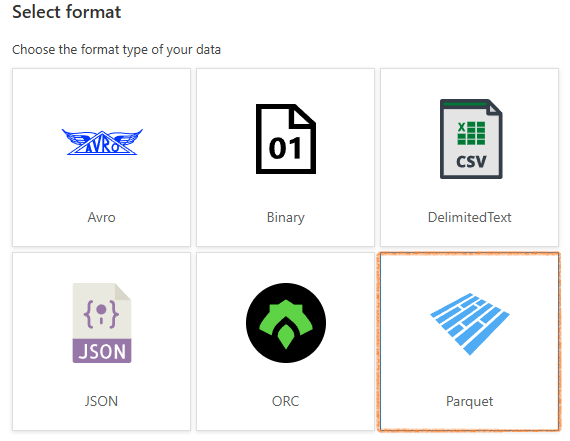 Select format
Choose the format type of your data
AVRO
01
X
CSV
Avro
Binary
DelimitedText
{ }
JSON
JSON
ORC
Parquet